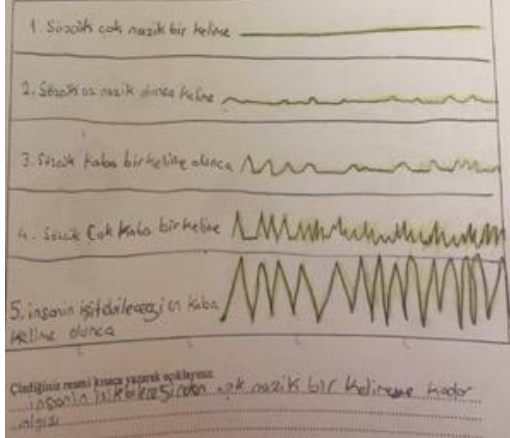 1. Sözcük çok nazik bir kelime
2. Sözcük az nazik olunca kelime
3. Sözcük kaba bir kelime olunca
4. Sözcük Çok Kaba bir kelime
5. insanın işitebileceği en kaba
kelime olunca
Çizdiğiniz resmi kısaca yazarak açıklayınız.
insanın çok nazik bir kelimeye kadar
algısı